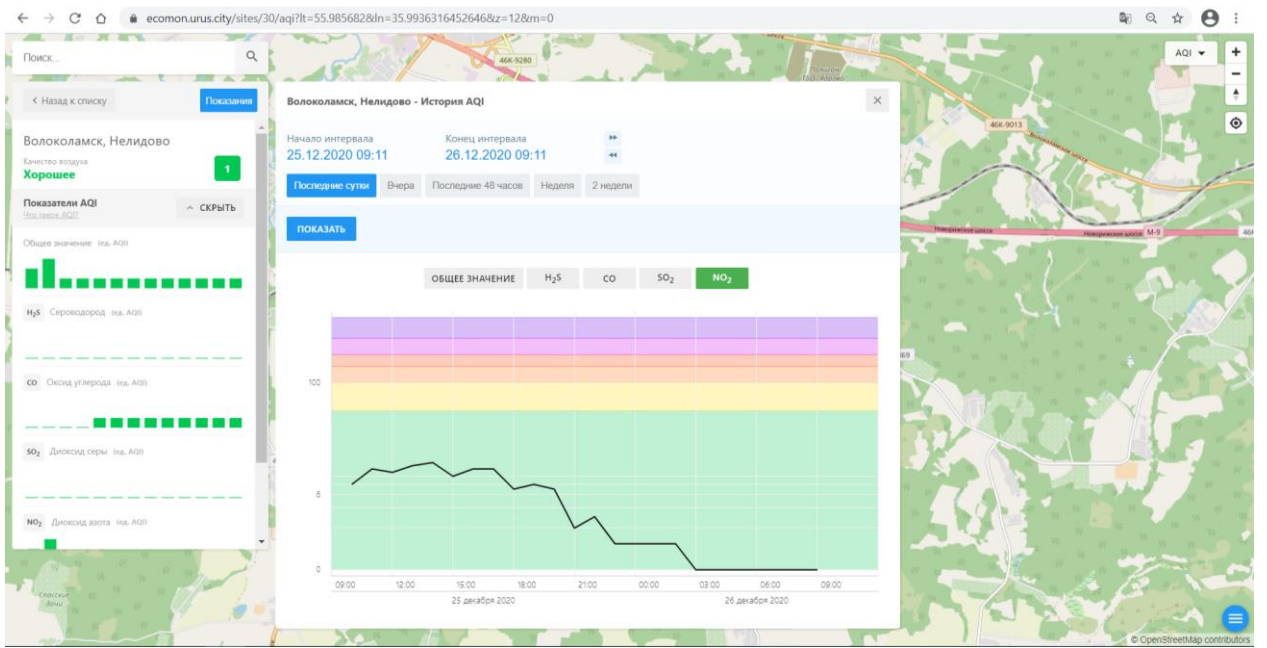 ecomon.urus.city/sites/30/aqi?lt=55.985682&ln=35.9936316452646&z=12&m=0
Поиск...
AQI
46К-9280
46К-9013
Назад к списку
Показания
Волоколамск, Нелидово
Качество воздуха
Хорошее
1
Показатели AQI
Что такое AQI?
СКРЫТЬ
Общее значение (ед. AQI)
H₂S Сероводород (ед. AQI)
CO Оксид углерода (ед. AQI)
SO₂ Диоксид серы (ед. AQI)
NO₂ Диоксид азота (ед. AQI)
Волоколамск, Нелидово - История AQI
Начало интервала
Конец интервала
25.12.2020 09:11
26.12.2020 09:11
Последние сутки
Вчера
Последние 48 часов
Неделя
2 недели
ПОКАЗАТЬ
ОБЩЕЕ ЗНАЧЕНИЕ
H₂S
CO
SO₂
NO₂
100
6
0
09:00
12:00
15:00
18:00
21:00
00:00
03:00
06:00
09:00
25 декабря 2020
26 декабря 2020
Волоколамское шоссе
Новорижское шоссе
Новорижское шоссе
М-9
Спасские
дачи
© OpenStreetMap contributors